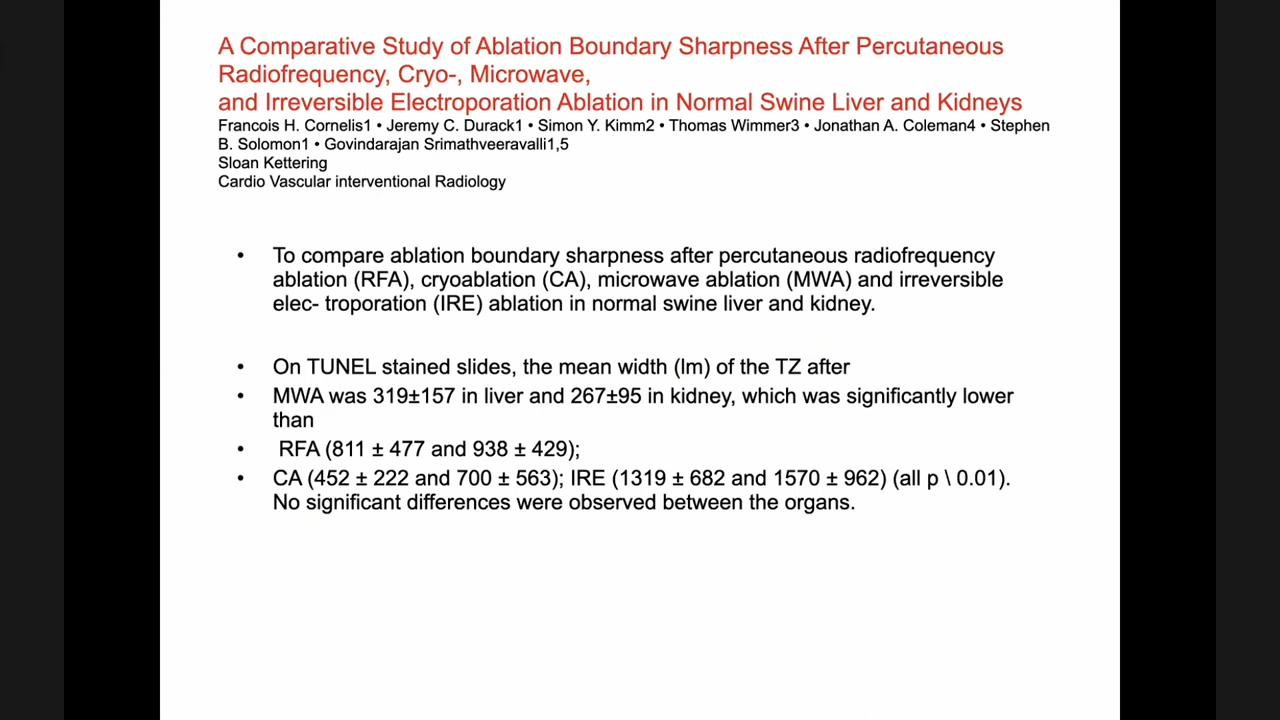 A Comparative Study of Ablation Boundary Sharpness After Percutaneous
Radiofrequency, Cryo-, Microwave,
and Irreversible Electroporation Ablation in Normal Swine Liver and Kidneys
Francois H. Cornelis1 • Jeremy C. Durack1 • Simon Y. Kimm2 • Thomas Wimmer3 • Jonathan A. Coleman4 • Stephen
B. Solomon1 • Govindarajan Srimathveeravalli1,5
Sloan Kettering
Cardio Vascular interventional Radiology
• To compare ablation boundary sharpness after percutaneous radiofrequency
ablation (RFA), cryoablation (CA), microwave ablation (MWA) and irreversible
elec- troporation (IRE) ablation in normal swine liver and kidney.
• On TUNEL stained slides, the mean width (lm) of the TZ after
• MWA was 319±157 in liver and 267±95 in kidney, which was significantly lower
than
• RFA (811 ± 477 and 938 ± 429);
• CA (452 ± 222 and 700 ± 563); IRE (1319 ± 682 and 1570 ± 962) (all p \ 0.01).
No significant differences were observed between the organs.